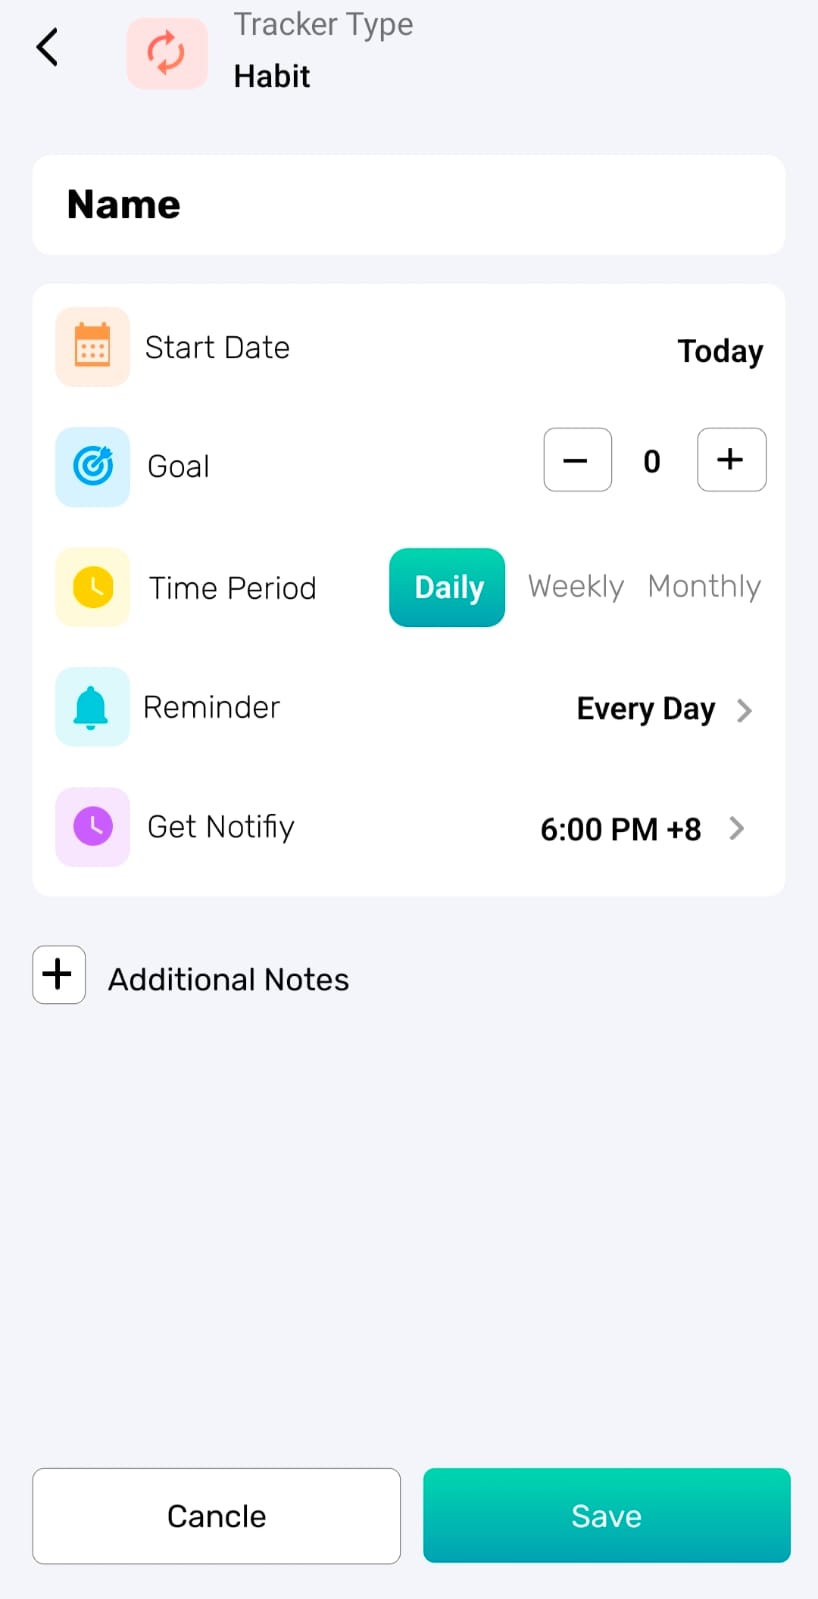 Tracker Type
Habit
Name
Start Date Today
Goal − 0 +
Time Period Daily Weekly Monthly
Reminder Every Day
Get Notifiy 6:00 PM +8
+ Additional Notes
Cancle Save